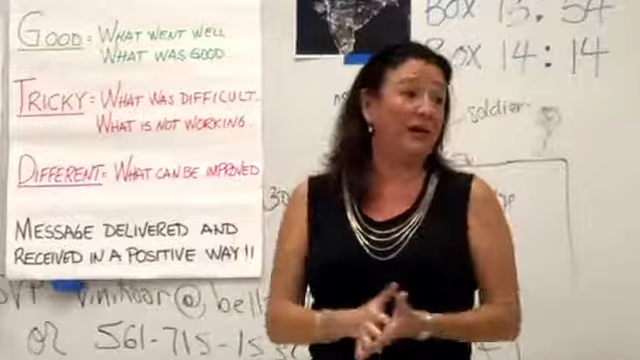 GOOD = WHAT WENT WELL
WHAT WAS GOOD
TRICKY = WHAT WAS DIFFICULT..
WHAT IS NOT WORKING..
DIFFERENT = WHAT CAN BE IMPROVED
MESSAGE DELIVERED AND
RECEIVED IN A POSITIVE WAY!!
BOX 13. 54
BOX 14:14
soldier
or 561-715-15